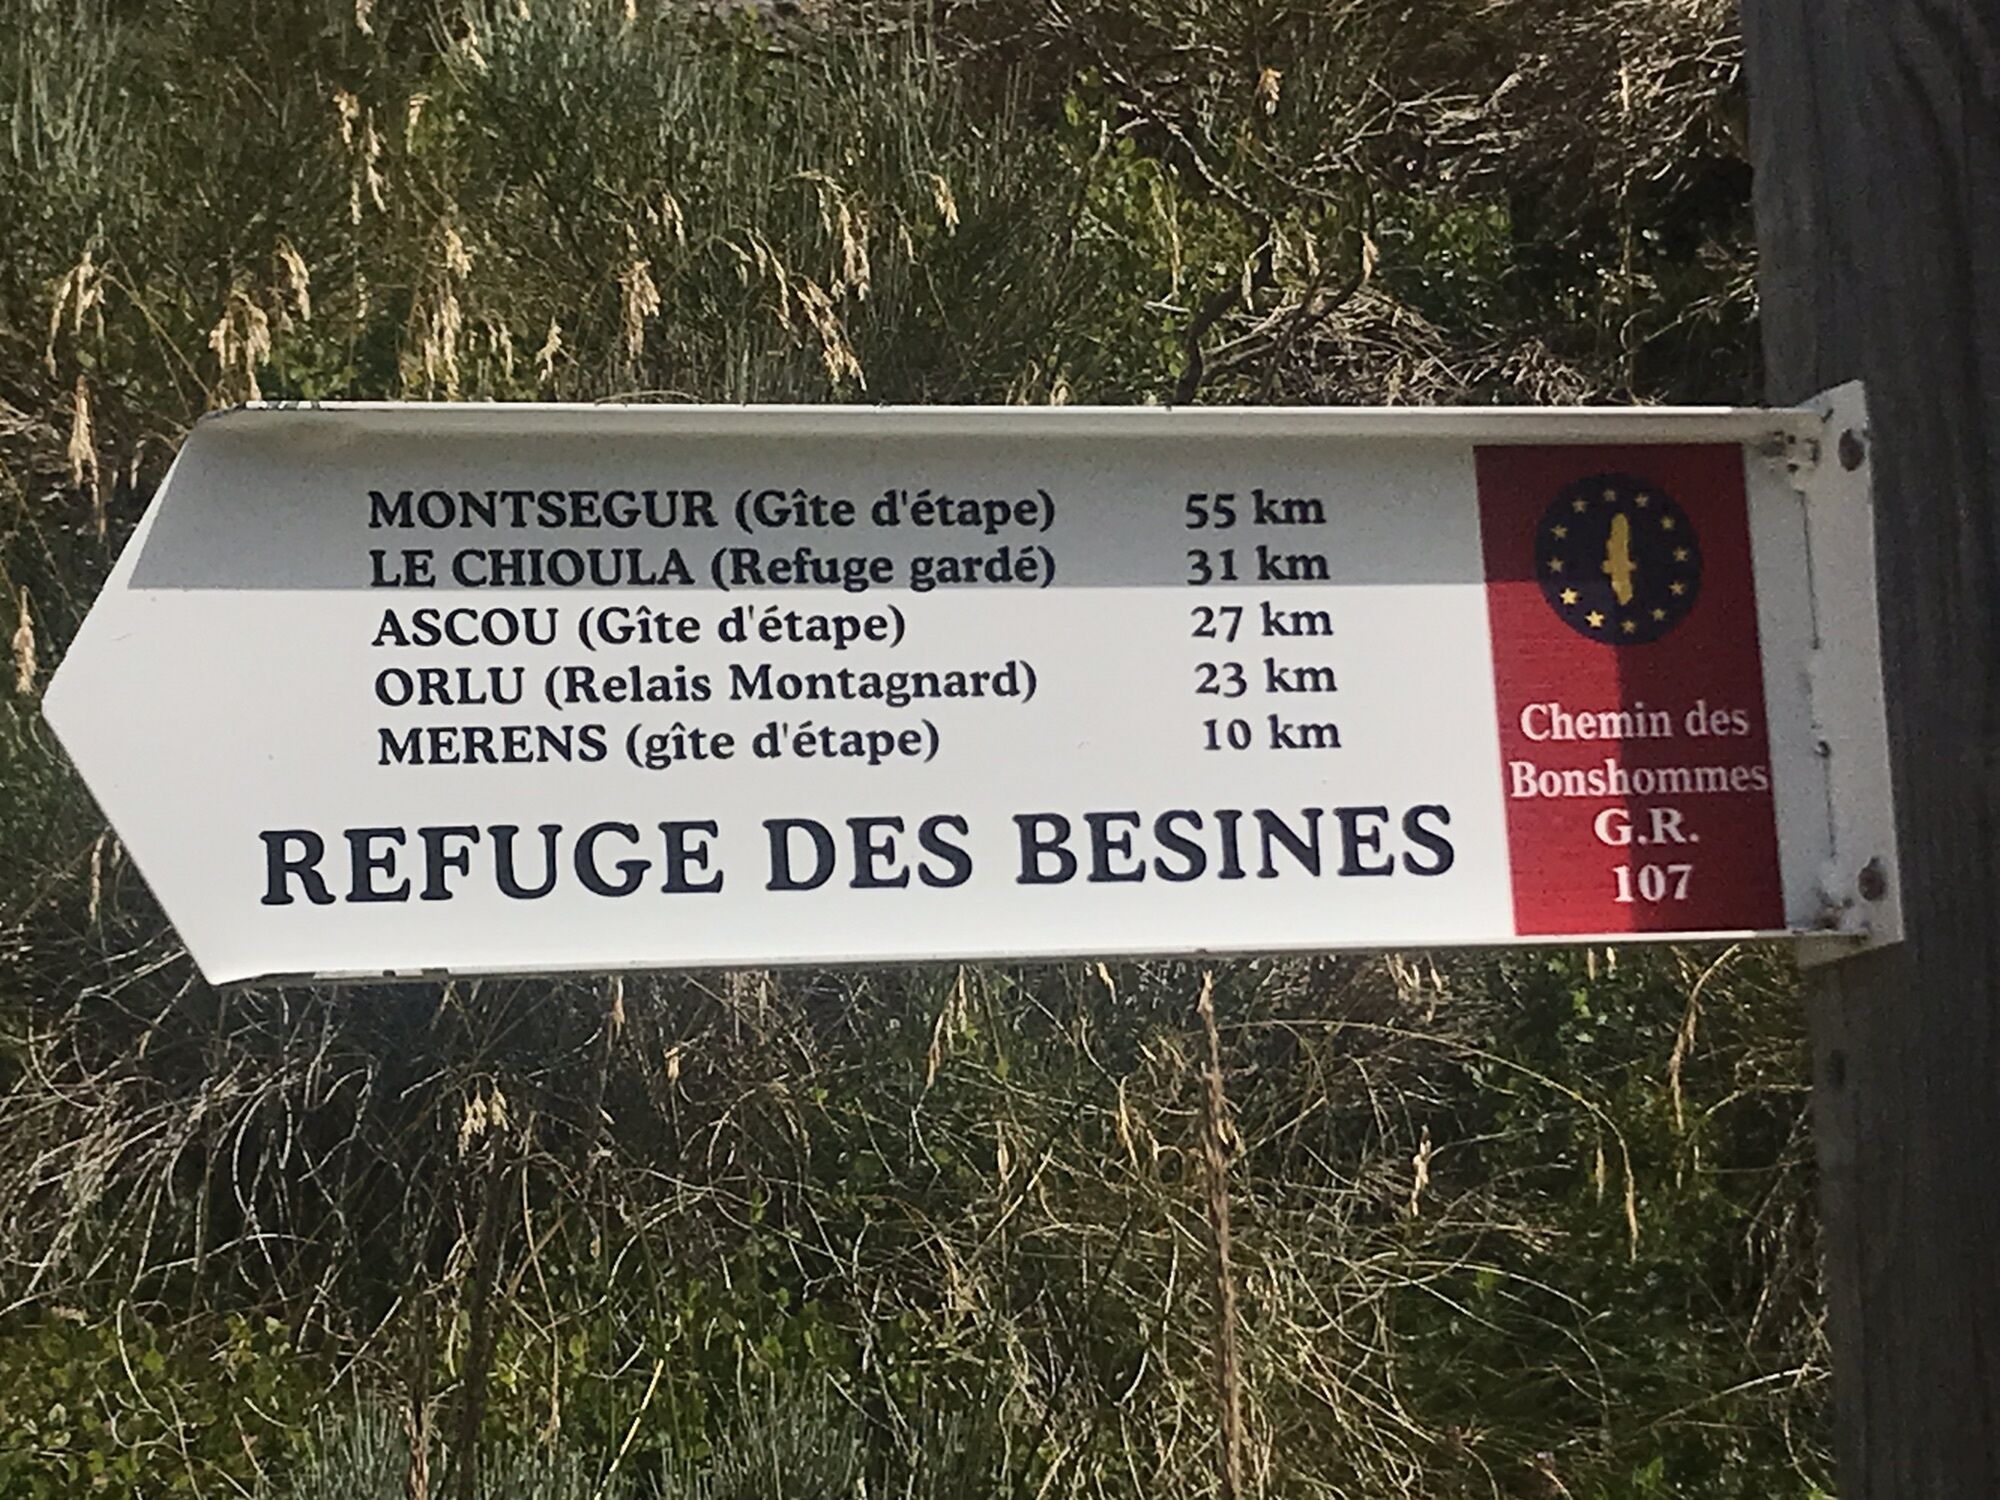 MONTSEGUR (Gîte d'étape) 55 km
LE CHIOULA (Refuge gardé) 31 km
ASCOU (Gîte d'étape) 27 km
ORLU (Relais Montagnard) 23 km
MERENS (gîte d'étape) 10 km
REFUGE DES BESINES
Chemin des
Bonshommes
G.R.
107